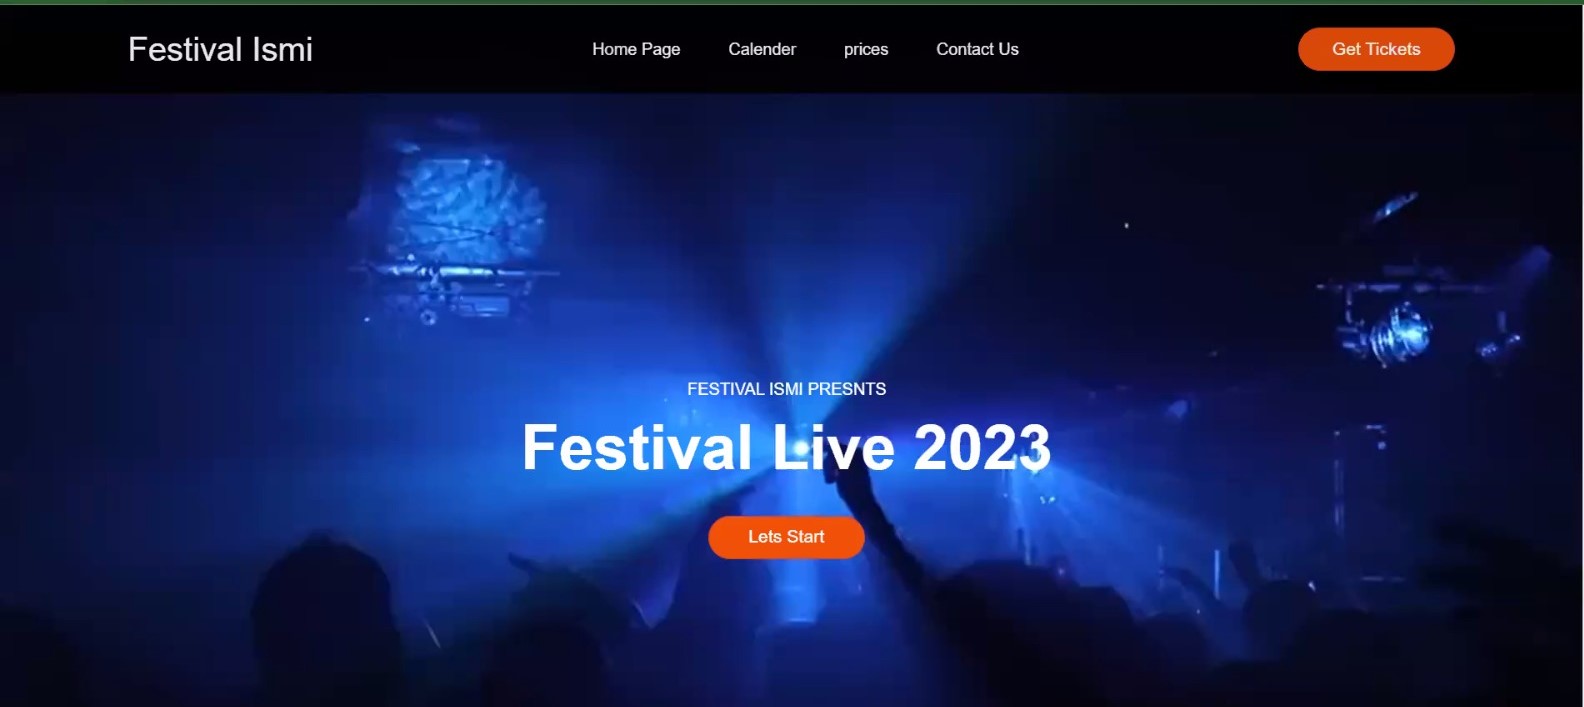 Festival Ismi
Home Page
Calender
prices
Contact Us
Get Tickets
FESTIVAL ISMI PRESNTS
Festival Live 2023
Lets Start